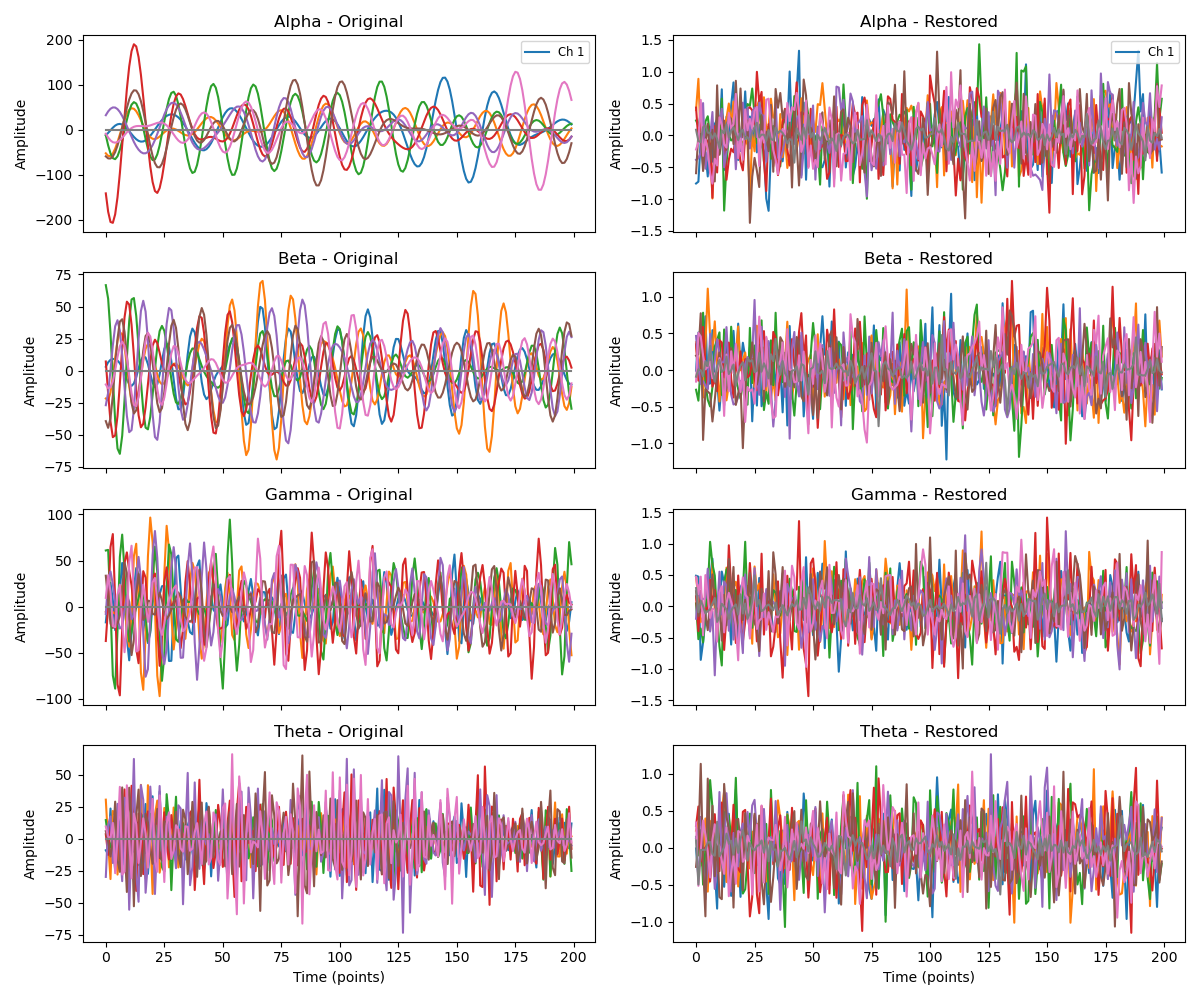 Alpha - Original
Amplitude
200
100
0
−100
−200
Ch 1
Alpha - Restored
Amplitude
1.5
1.0
0.5
0.0
−0.5
−1.0
−1.5
Ch 1
Beta - Original
Amplitude
75
50
25
0
−25
−50
−75
Beta - Restored
Amplitude
1.0
0.5
0.0
−0.5
−1.0
Gamma - Original
Amplitude
100
50
0
−50
−100
Gamma - Restored
Amplitude
1.5
1.0
0.5
0.0
−0.5
−1.0
−1.5
Theta - Original
Amplitude
50
25
0
−25
−50
−75
0 25 50 75 100 125 150 175 200
Time (points)
Theta - Restored
Amplitude
1.0
0.5
0.0
−0.5
−1.0
0 25 50 75 100 125 150 175 200
Time (points)